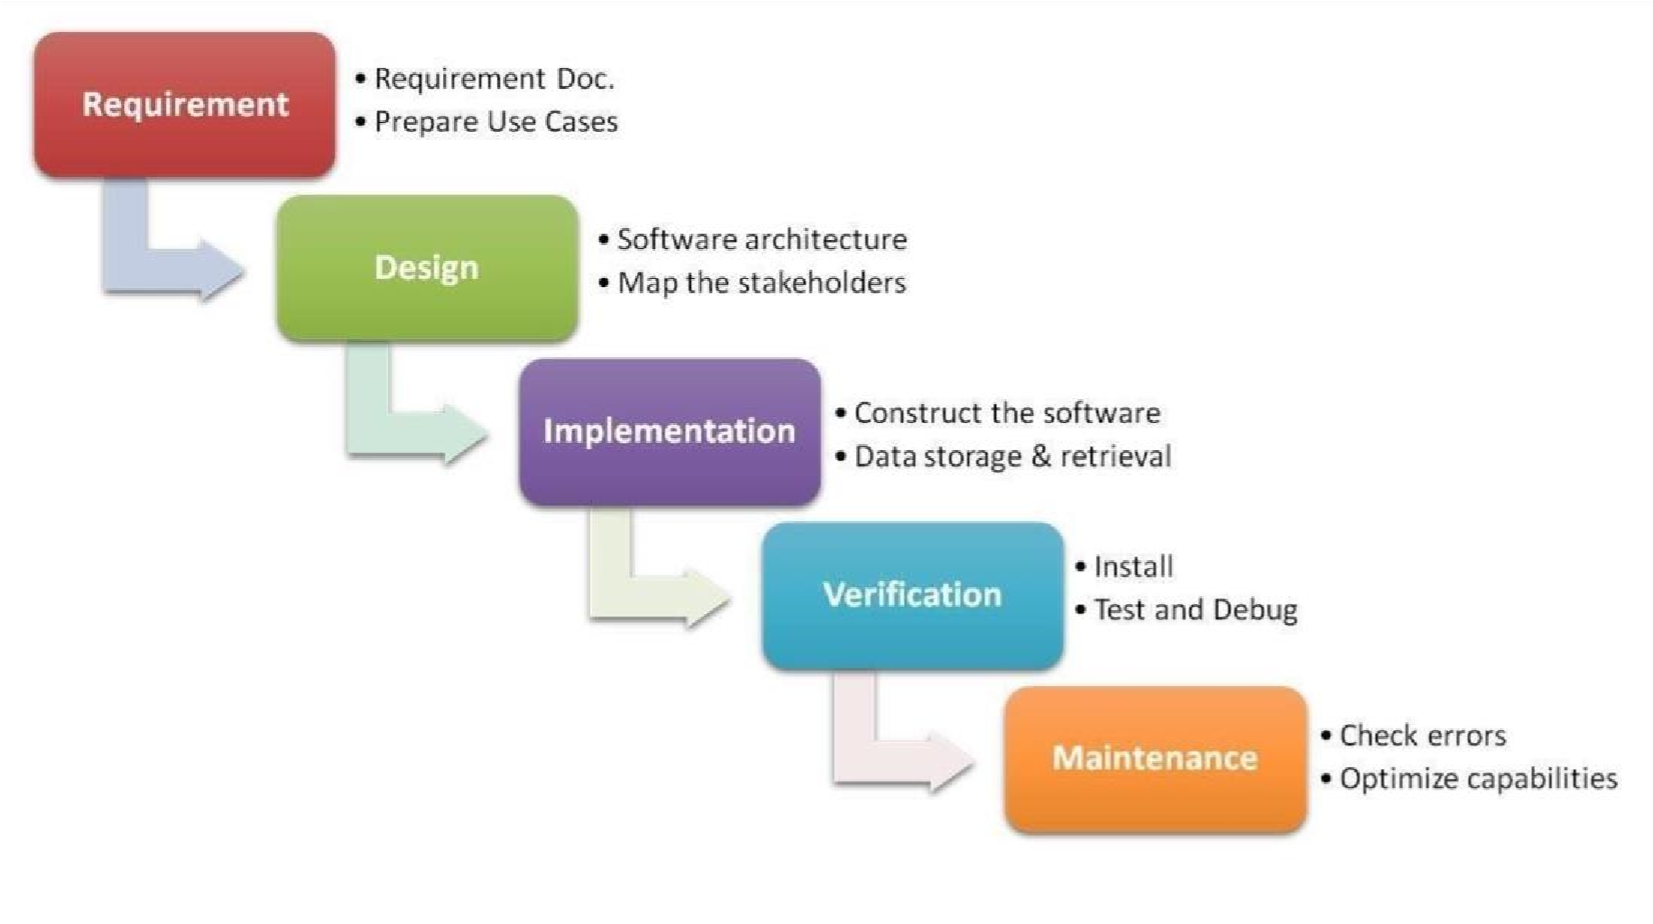 Requirement
• Requirement Doc.
• Prepare Use Cases
Design
• Software architecture
• Map the stakeholders
Implementation
• Construct the software
• Data storage & retrieval
Verification
• Install
• Test and Debug
Maintenance
• Check errors
• Optimize capabilities